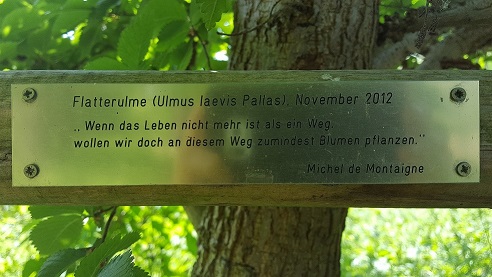 Flatterulme (Ulmus laevis Pallas), November 2012
„Wenn das Leben nicht mehr ist als ein Weg,
wollen wir doch an diesem Weg zumindest Blumen pflanzen."
Michel de Montaigne